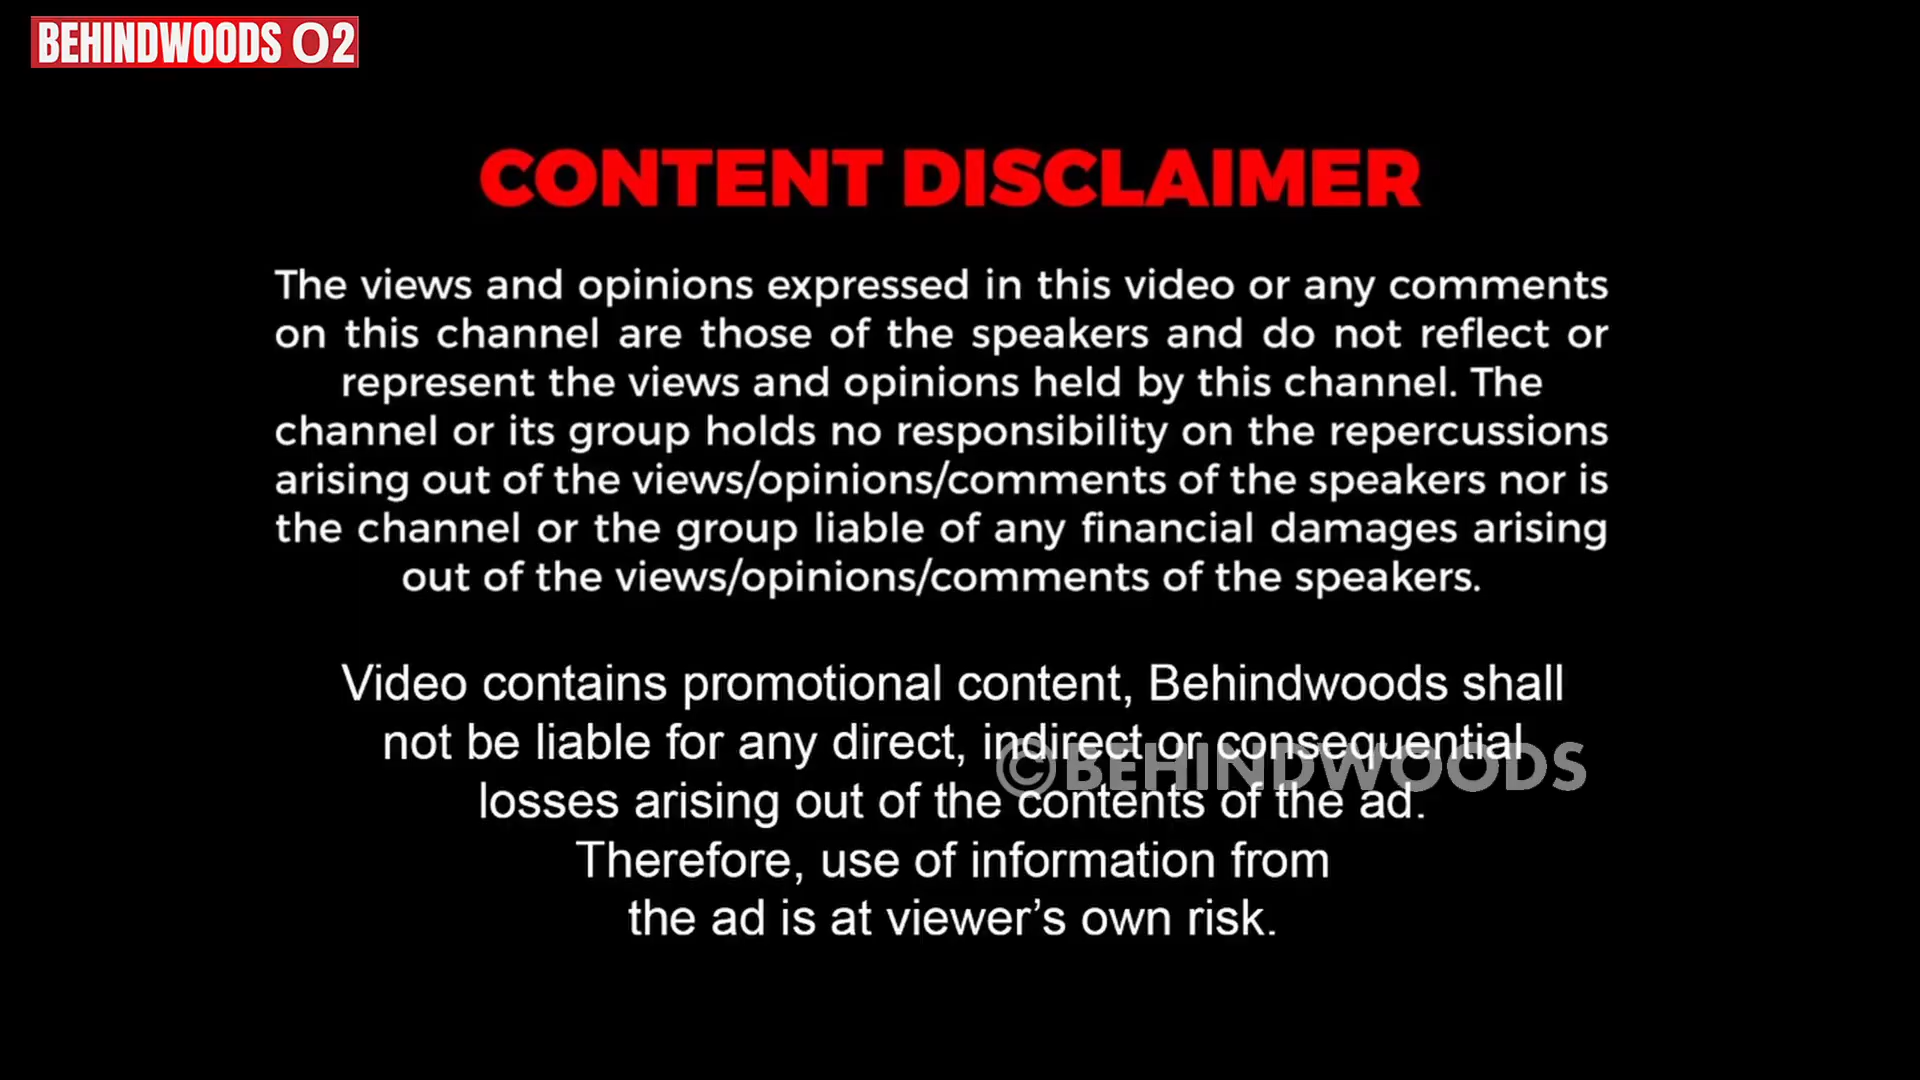 BEHINDWOODS O2
CONTENT DISCLAIMER
The views and opinions expressed in this video or any comments
on this channel are those of the speakers and do not reflect or
represent the views and opinions held by this channel. The
channel or its group holds no responsibility on the repercussions
arising out of the views/opinions/comments of the speakers nor is
the channel or the group liable of any financial damages arising
out of the views/opinions/comments of the speakers.
Video contains promotional content, Behindwoods shall
not be liable for any direct, indirect or consequential
©BEHINDWOODS
losses arising out of the contents of the ad.
Therefore, use of information from
the ad is at viewer’s own risk.